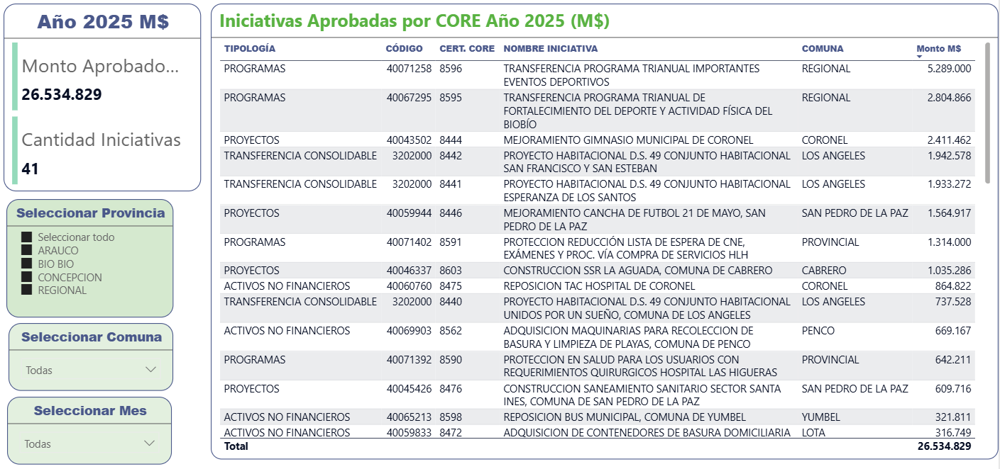 Año 2025 M$
Monto Aprobado...
26.534.829
Cantidad Iniciativas
41
Seleccionar Provincia
Seleccionar todo
ARAUCO
BIO BIO
CONCEPCION
REGIONAL
Seleccionar Comuna
Todas
Seleccionar Mes
Todas
Iniciativas Aprobadas por CORE Año 2025 (M$)
TIPOLOGÍA CÓDIGO CERT. CORE NOMBRE INICIATIVA COMUNA Monto M$
PROGRAMAS 40071258 8596 TRANSFERENCIA PROGRAMA TRIANUAL IMPORTANTES REGIONAL 5.289.000
EVENTOS DEPORTIVOS
PROGRAMAS 40067295 8595 TRANSFERENCIA PROGRAMA TRIANUAL DE REGIONAL 2.804.866
FORTALECIMIENTO DEL DEPORTE Y ACTIVIDAD FÍSICA DEL
BIOBÍO
PROYECTOS 40043502 8444 MEJORAMIENTO GIMNASIO MUNICIPAL DE CORONEL CORONEL 2.411.462
TRANSFERENCIA CONSOLIDABLE 3202000 8442 PROYECTO HABITACIONAL D.S. 49 CONJUNTO HABITACIONAL LOS ANGELES 1.942.578
SAN FRANCISCO Y SAN ESTEBAN
TRANSFERENCIA CONSOLIDABLE 3202000 8441 PROYECTO HABITACIONAL D.S. 49 CONJUNTO HABITACIONAL LOS ANGELES 1.933.272
ESPERANZA DE LOS SANTOS
PROYECTOS 40059944 8446 MEJORAMIENTO CANCHA DE FUTBOL 21 DE MAYO, SAN SAN PEDRO DE LA PAZ 1.564.917
PEDRO DE LA PAZ
PROGRAMAS 40071402 8591 PROTECCION REDUCCIÓN LISTA DE ESPERA DE CNE, PROVINCIAL 1.314.000
EXÁMENES Y PROC. VÍA COMPRA DE SERVICIOS HLH
PROYECTOS 40046337 8603 CONSTRUCCION SSR LA AGUADA, COMUNA DE CABRERO CABRERO 1.035.286
ACTIVOS NO FINANCIEROS 40060760 8475 REPOSICION TAC HOSPITAL DE CORONEL CORONEL 864.822
TRANSFERENCIA CONSOLIDABLE 3202000 8440 PROYECTO HABITACIONAL D.S. 49 CONJUNTO HABITACIONAL LOS ANGELES 737.528
UNIDOS POR UN SUEÑO, COMUNA DE LOS ANGELES
ACTIVOS NO FINANCIEROS 40069903 8562 ADQUISICION MAQUINARIAS PARA RECOLECCION DE PENCO 669.167
BASURA Y LIMPIEZA DE PLAYAS, COMUNA DE PENCO
PROGRAMAS 40071392 8590 PROTECCION EN SALUD PARA LOS USUARIOS CON PROVINCIAL 642.211
REQUERIMIENTOS QUIRURGICOS HOSPITAL LAS HIGUERAS
PROYECTOS 40045426 8476 CONSTRUCCION SANEAMIENTO SANITARIO SECTOR SANTA SAN PEDRO DE LA PAZ 609.716
INES, COMUNA DE SAN PEDRO DE LA PAZ
ACTIVOS NO FINANCIEROS 40065213 8598 REPOSICION BUS MUNICIPAL, COMUNA DE YUMBEL YUMBEL 321.811
ACTIVOS NO FINANCIEROS 40059833 8472 ADQUISICION DE CONTENEDORES DE BASURA DOMICILIARIA LOTA 316.749
Total 26.534.829